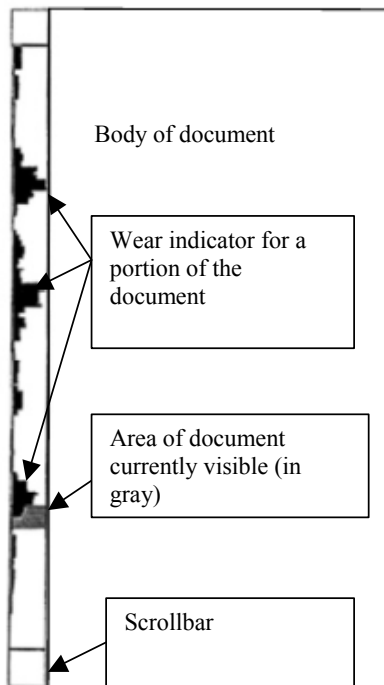 Body of document
Wear indicator for a
portion of the
document
Area of document
currently visible (in
gray)
Scrollbar